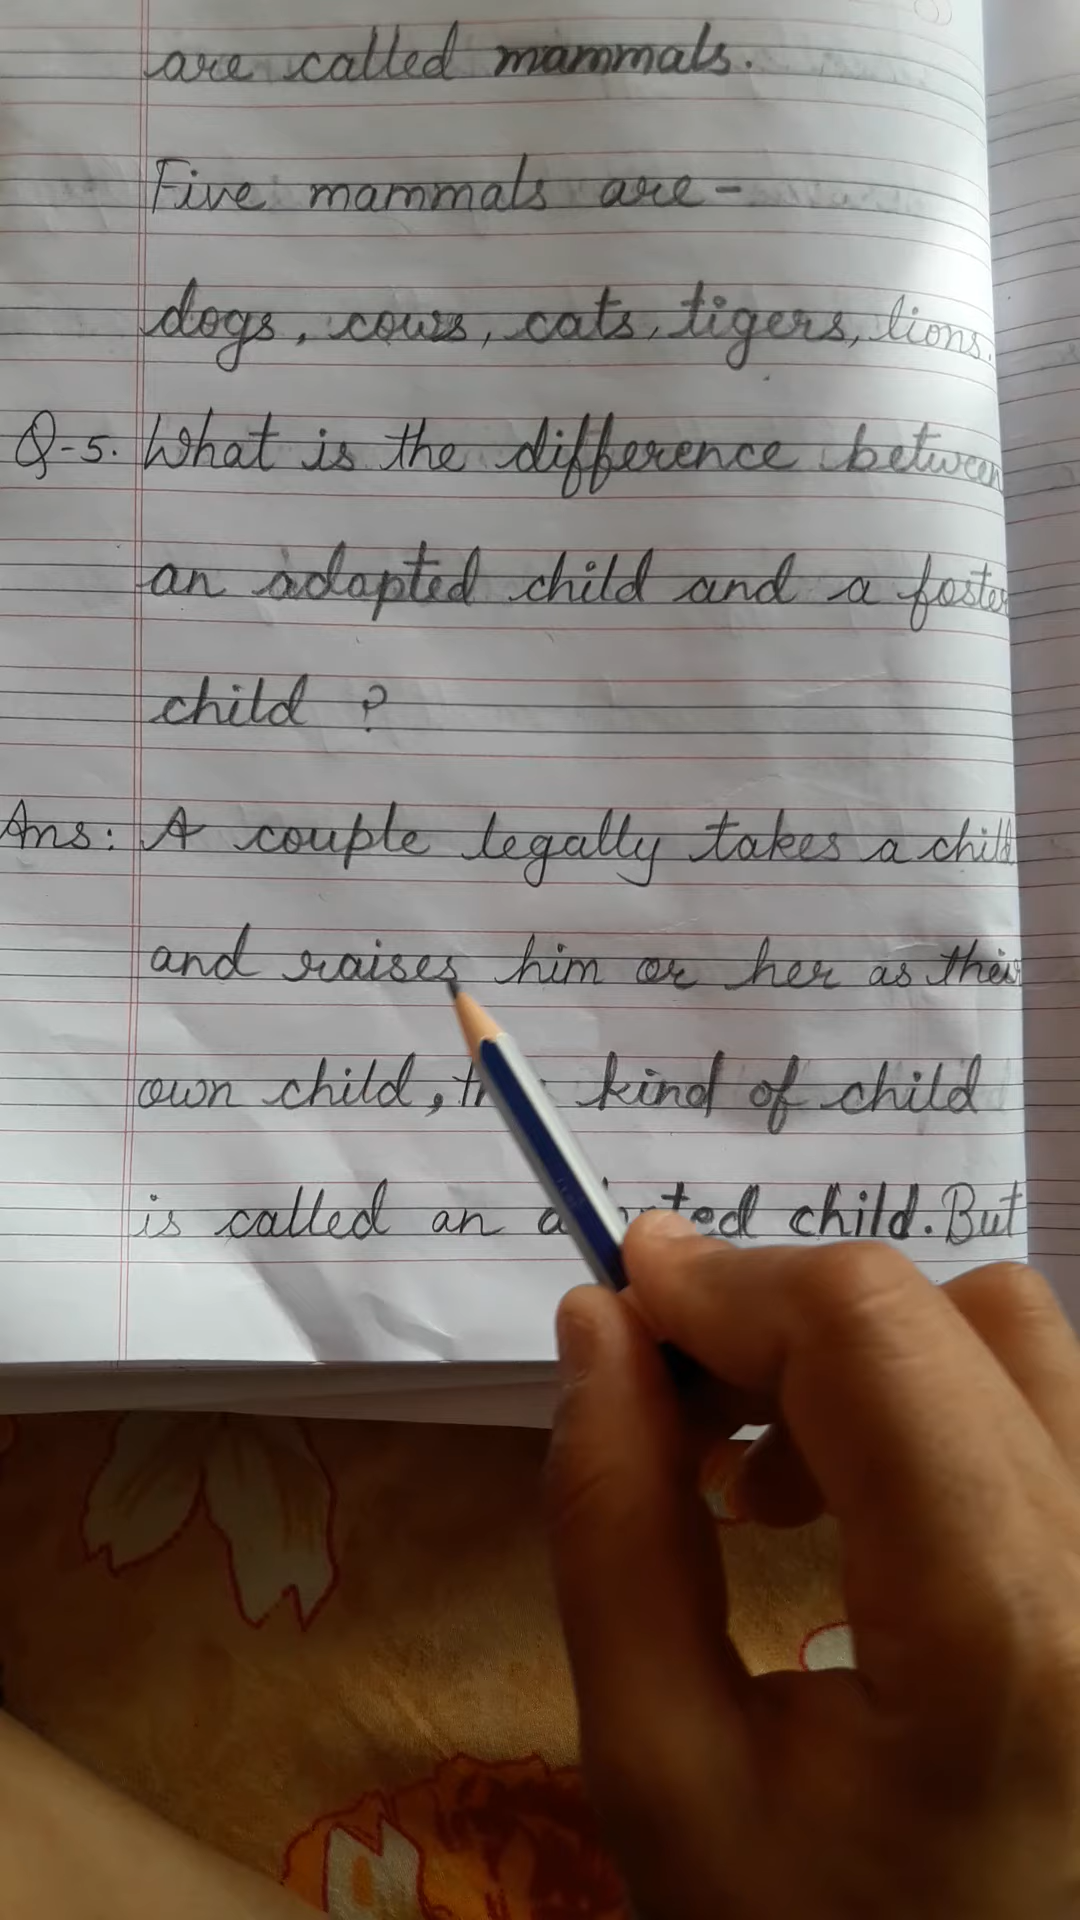 are called mammals.
Five mammals are-
dogs, cows, cats, tigers, lions.
Q-5. What is the difference between
an adapted child and a foster
child ?
Ans: A couple legally takes a child
and raises him or her as their
own child, kind of child
is called an child. But